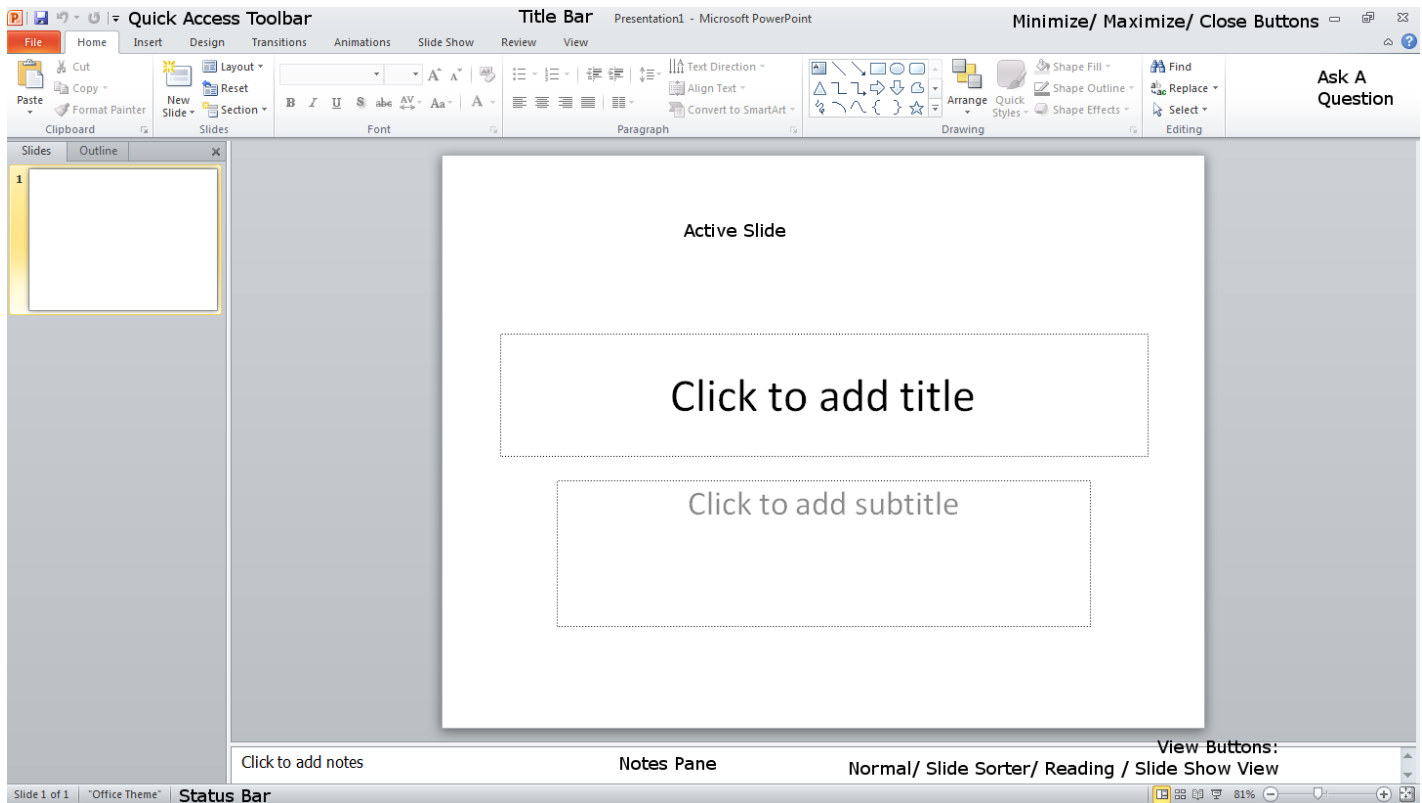 Quick Access Toolbar Title Bar Presentation1 - Microsoft PowerPoint Minimize/ Maximize/ Close Buttons
File Home Insert Design Transitions Animations Slide Show Review View
Paste
Cut
Copy
Format Painter
Clipboard
New
Slide
Layout
Reset
Section
Slides
B I U S abc AV Aa A
Font
Text Direction
Align Text
Convert to SmartArt
Paragraph
Arrange
Quick
Styles
Shape Fill
Shape Outline
Shape Effects
Drawing
Find
Replace
Select
Editing
Ask A
Question
Slides Outline
1
Active Slide
Click to add title
Click to add subtitle
Click to add notes
Notes Pane
View Buttons:
Normal/ Slide Sorter/ Reading / Slide Show View
Slide 1 of 1 "Office Theme" Status Bar 81%